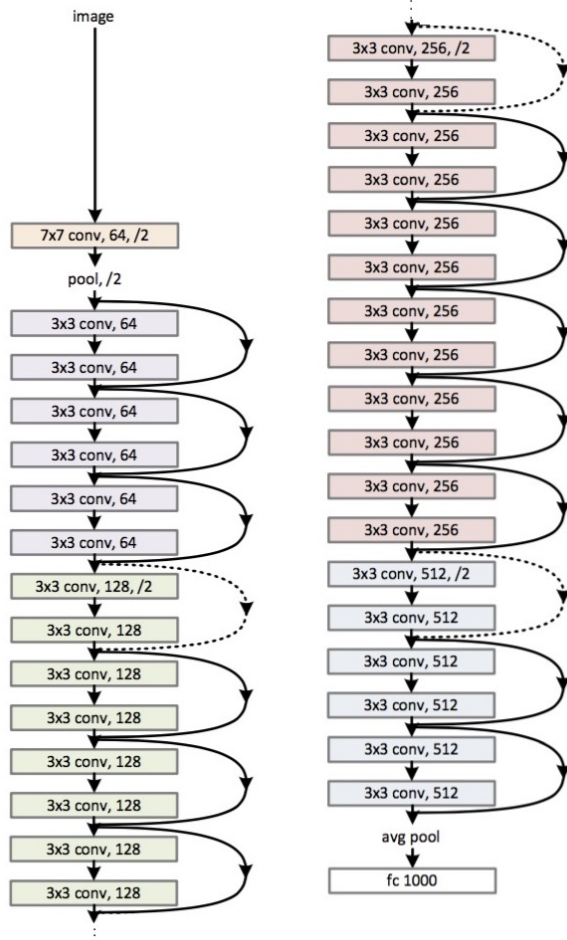 image
7x7 conv, 64, /2
pool, /2
3x3 conv, 64
3x3 conv, 64
3x3 conv, 64
3x3 conv, 64
3x3 conv, 64
3x3 conv, 64
3x3 conv, 128, /2
3x3 conv, 128
3x3 conv, 128
3x3 conv, 128
3x3 conv, 128
3x3 conv, 128
3x3 conv, 128
3x3 conv, 128
3x3 conv, 256, /2
3x3 conv, 256
3x3 conv, 256
3x3 conv, 256
3x3 conv, 256
3x3 conv, 256
3x3 conv, 256
3x3 conv, 256
3x3 conv, 256
3x3 conv, 256
3x3 conv, 256
3x3 conv, 256
3x3 conv, 512, /2
3x3 conv, 512
3x3 conv, 512
3x3 conv, 512
3x3 conv, 512
3x3 conv, 512
avg pool
fc 1000